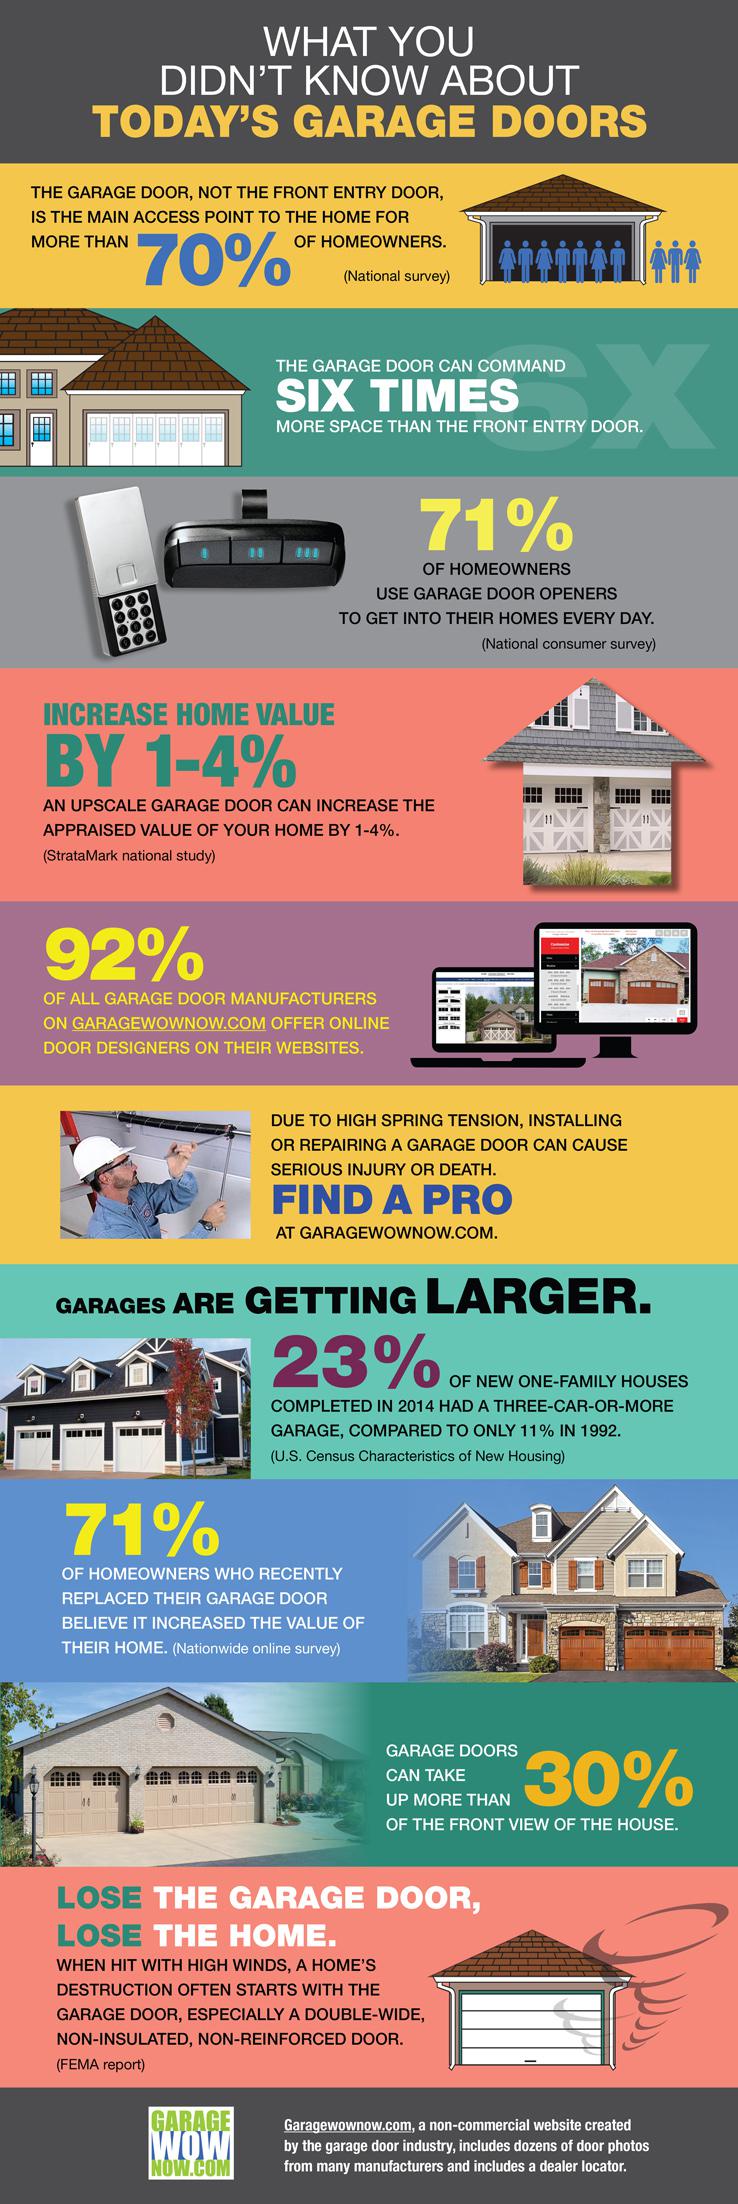 WHAT YOU
DIDN'T KNOW ABOUT
TODAY'S GARAGE DOORS
THE GARAGE DOOR, NOT THE FRONT ENTRY DOOR,
IS THE MAIN ACCESS POINT TO THE HOME FOR
MORE THAN 70% OF HOMEOWNERS.
(National survey)
SX
THE GARAGE DOOR CAN COMMAND
SIX TIMES
MORE SPACE THAN THE FRONT ENTRY DOOR.
71%
OF HOMEOWNERS
USE GARAGE DOOR OPENERS
TO GET INTO THEIR HOMES EVERY DAY.
(National consumer survey)
INCREASE HOME VALUE
BY 1-4%
AN UPSCALE GARAGE DOOR CAN INCREASE THE
APPRAISED VALUE OF YOUR HOME BY 1-4%.
(StrataMark national study)
92%
OF ALL GARAGE DOOR MANUFACTURERS
ON GARAGEWOWNOW.COM OFFER ONLINE
DOOR DESIGNERS ON THEIR WEBSITES.
DUE TO HIGH SPRING TENSION, INSTALLING
OR REPAIRING A GARAGE DOOR CAN CAUSE
SERIOUS INJURY OR DEATH.
FIND A PRO
AT GARAGEWOWNOW.COM.
GARAGES ARE GETTING LARGER.
23% OF NEW ONE-FAMILY HOUSES
COMPLETED IN 2014 HAD A THREE-CAR-OR-MORE
GARAGE, COMPARED TO ONLY 11% IN 1992.
(U.S. Census Characteristics of New Housing)
71%
OF HOMEOWNERS WHO RECENTLY
REPLACED THEIR GARAGE DOOR
BELIEVE IT INCREASED THE VALUE OF
THEIR HOME. (Nationwide online survey)
GARAGE DOORS
CAN TAKE
UP MORE THAN 30%
OF THE FRONT VIEW OF THE HOUSE.
LOSE THE GARAGE DOOR,
LOSE THE HOME.
WHEN HIT WITH HIGH WINDS, A HOME'S
DESTRUCTION OFTEN STARTS WITH THE
GARAGE DOOR, ESPECIALLY A DOUBLE-WIDE,
NON-INSULATED, NON-REINFORCED DOOR.
(FEMA report)
GARAGE
WOW
NOW.COM
Garagewownow.com, a non-commercial website created
by the garage door industry, includes dozens of door photos
from many manufacturers and includes a dealer locator.